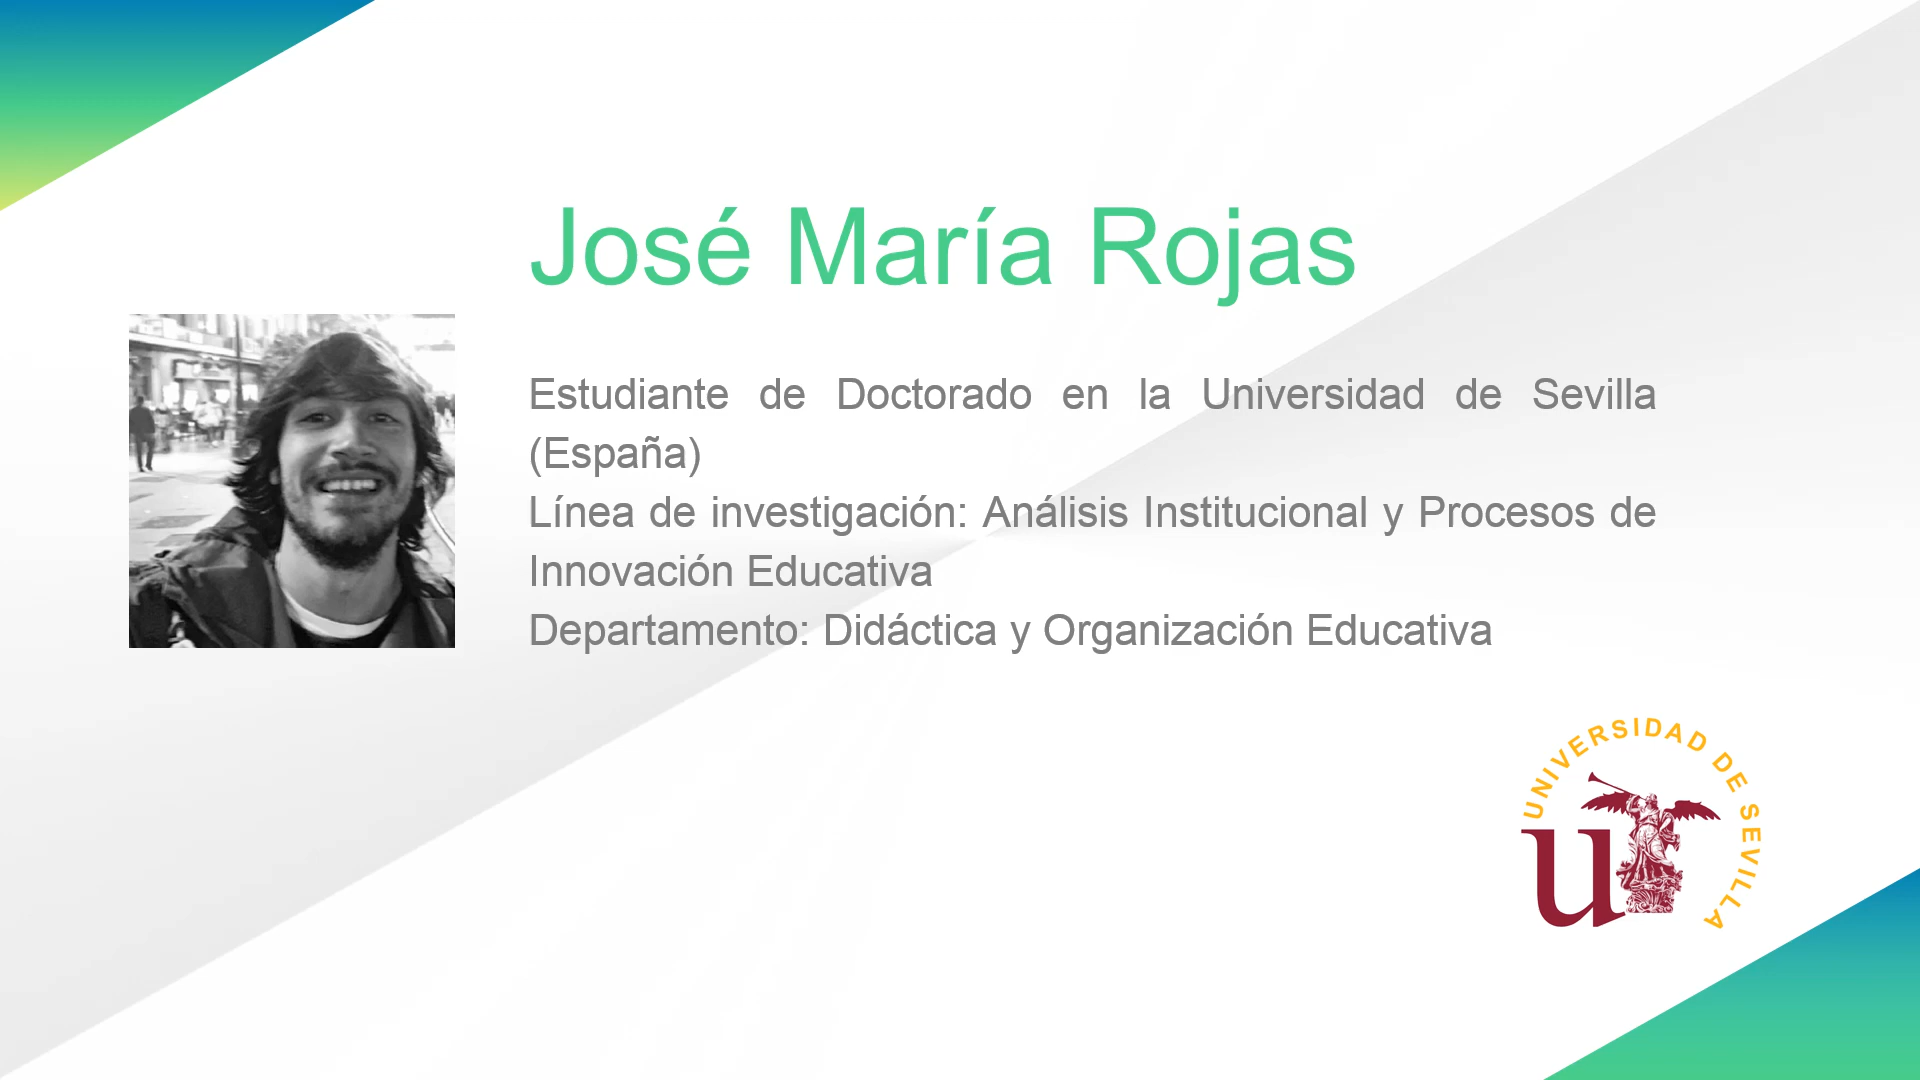 José María Rojas
Estudiante de Doctorado en la Universidad de Sevilla
(España)
Línea de investigación: Análisis Institucional y Procesos de
Innovación Educativa
Departamento: Didáctica y Organización Educativa
UNIVERSIDAD DE SEVILLA
u